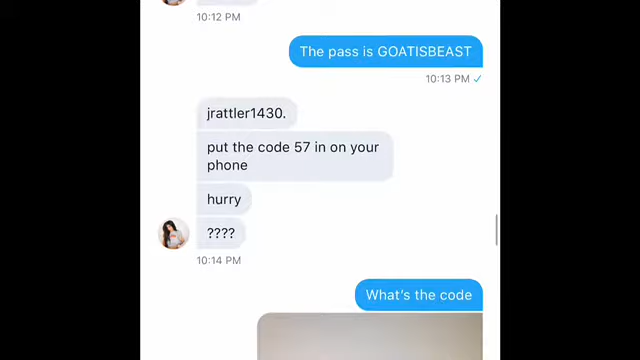 10:12 PM
The pass is GOATISBEAST
10:13 PM ✓
jrattler1430.
put the code 57 in on your
phone
hurry
????
10:14 PM
What's the code